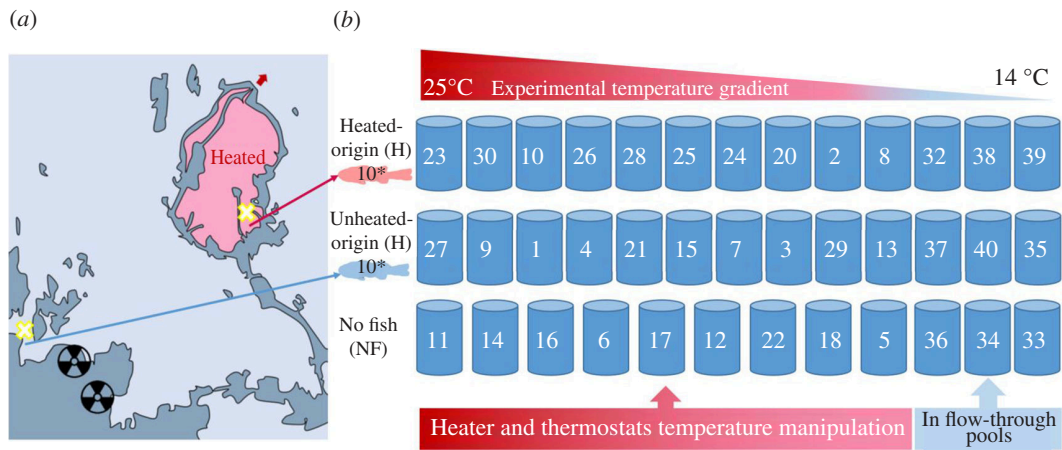 (a)
(b)
25°C Experimental temperature gradient 14 °C
Heated
Heated-
origin (H)
10*
23 30 10 26 28 25 24 20 2 8 32 38 39
Unheated-
origin (H)
10*
27 9 1 4 21 15 7 3 29 13 37 40 35
No fish
(NF)
11 14 16 6 17 12 22 18 5 36 34 33
Heater and thermostats temperature manipulation
In flow-through
pools